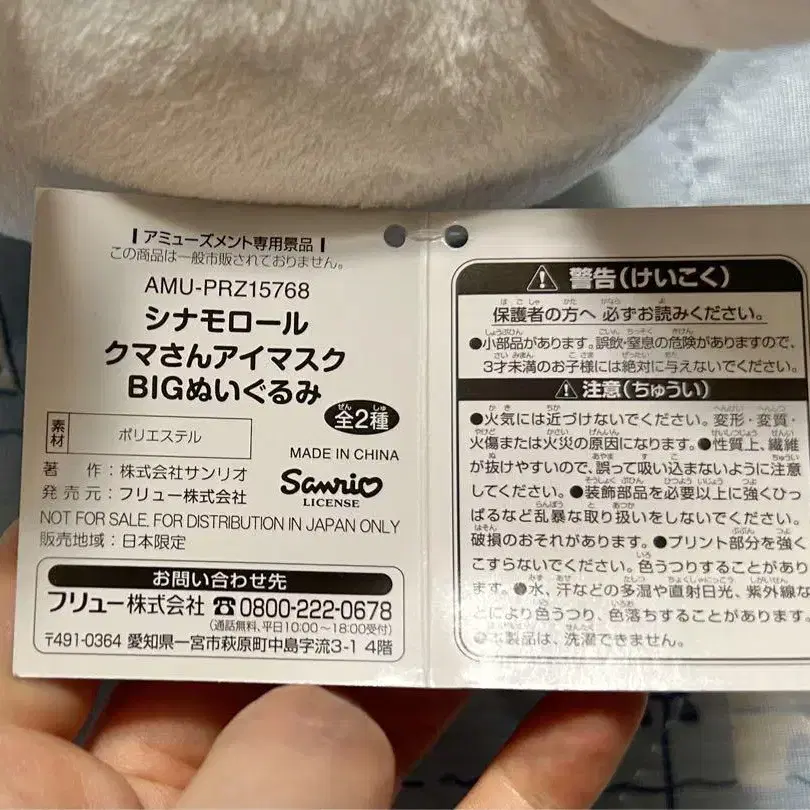 アミューズメント専用景品
この商品は一般市販されておりません。
AMU-PRZ15768
シナモロール
クマさんアイマスク
BIGぬいぐるみ
全2種
素材 ポリエステル
MADE IN CHINA
著 作：株式会社サンリオ
発 売 元：フリュー株式会社
Sanrio
LICENSE
NOT FOR SALE. FOR DISTRIBUTION IN JAPAN ONLY
販売地域：日本限定
お問い合わせ先
フリュー株式会社 ☎0800-222-0678
(通話無料、平日10:00～18:00受付)
〒491-0364 愛知県一宮市萩原町中島字流3-1 4階
⚠警告(けいこく)
保護者の方へ 必ずお読みください。
●小部品があります。誤飲・窒息の危険がありますので、
3才未満のお子様には絶対に与えないでください。
⚠注意(ちゅうい)
●火気には近づけないでください。変形・変質・
火傷または火災の原因になります。●性質上、繊維
が抜けやすいので、誤って吸い込まないように注意
してください。●装飾部品を必要以上に強くひっ
ぱるなど乱暴な取り扱いをしないでください。
破損のおそれがあります。●プリント部分を強く
こすらないでください。色うつりすることがあり
ます。●水、汗などの多湿や直射日光、紫外線な
どにより色うつり、色落ちすることがあります。
●本製品は、洗濯できません。